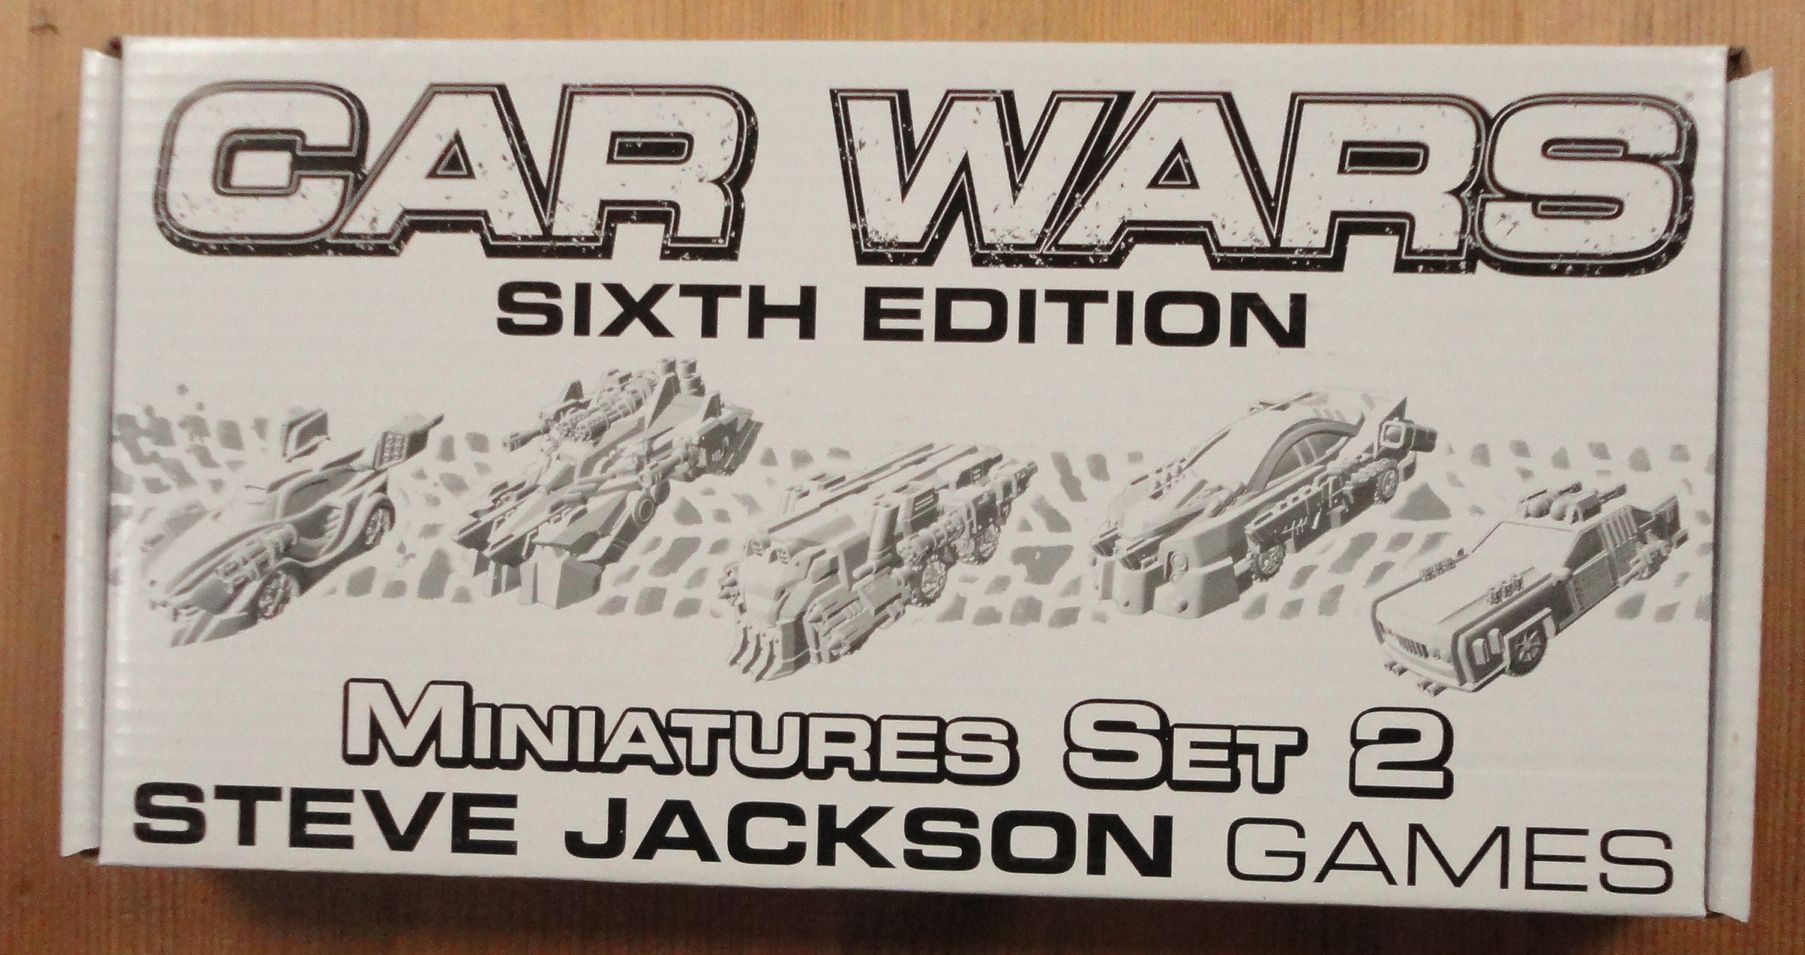 CAR WARS
SIXTH EDITION
MINIATURES SET 2
STEVE JACKSON GAMES